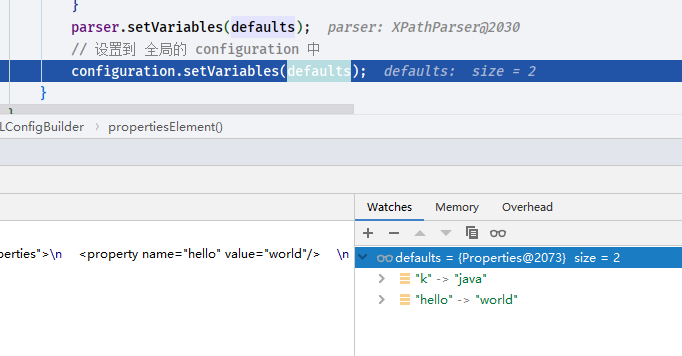 }
parser.setVariables(defaults);  parser: XPathParser@2030
// 设置到 全局的 configuration 中
configuration.setVariables(defaults);  defaults:  size = 2
}
}
LConfigBuilder > propertiesElement()
Watches Memory Overhead
perties">\n    <property name="hello" value="world"/>    \n
defaults = {Properties@2073}  size = 2
"k" -> "java"
"hello" -> "world"